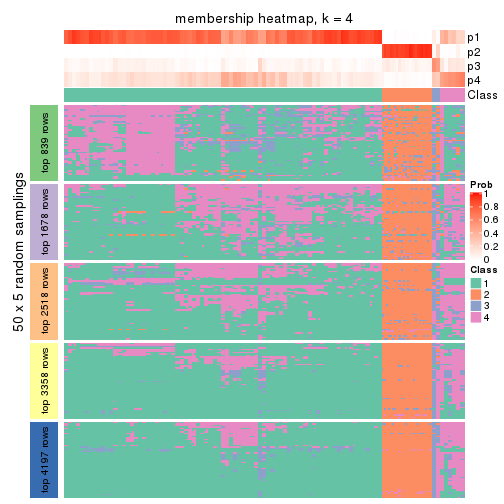 membership heatmap, k = 4
p1
p2
p3
p4
Class
50 x 5 random samplings
top 839 rows
top 1678 rows
top 2518 rows
top 3358 rows
top 4197 rows
Prob
1
0.8
0.6
0.4
0.2
0
Class
1
2
3
4